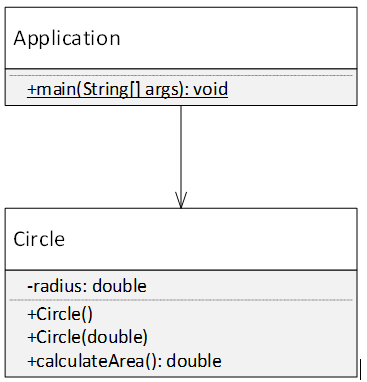 Application
+main(String[] args): void
Circle
-radius: double
+Circle()
+Circle(double)
+calculateArea(): double